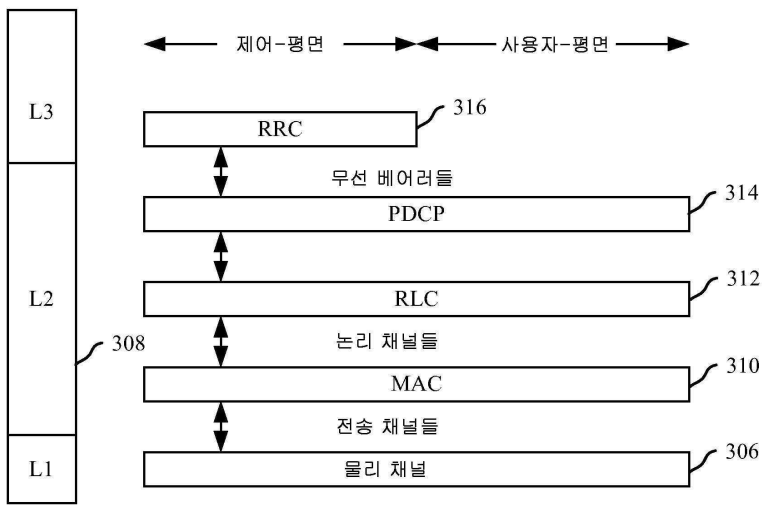 제어-평면
사용자-평면
L3
RRC
316
무선 베어러들
PDCP
314
L2
RLC
312
308
논리 채널들
MAC
310
전송 채널들
L1
물리 채널
306